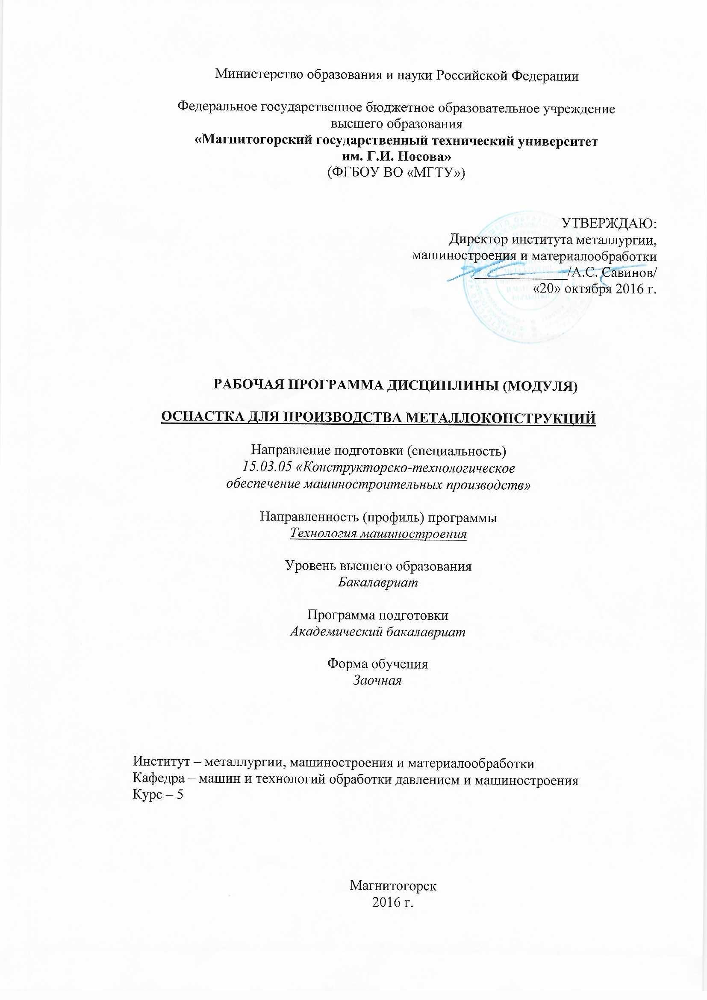 Министерство образования и науки Российской Федерации
Федеральное государственное бюджетное образовательное учреждение
высшего образования
«Магнитогорский государственный технический университет
им. Г.И. Носова»
(ФГБОУ ВО «МГТУ»)
УТВЕРЖДАЮ:
Директор института металлургии,
машиностроения и материалообработки
_____________/А.С. Савинов/
«20» октября 2016 г.
РАБОЧАЯ ПРОГРАММА ДИСЦИПЛИНЫ (МОДУЛЯ)
ОСНАСТКА ДЛЯ ПРОИЗВОДСТВА МЕТАЛЛОКОНСТРУКЦИЙ
Направление подготовки (специальность)
15.03.05 «Конструкторско-технологическое
обеспечение машиностроительных производств»
Направленность (профиль) программы
Технология машиностроения
Уровень высшего образования
Бакалавриат
Программа подготовки
Академический бакалавриат
Форма обучения
Заочная
Институт – металлургии, машиностроения и материалообработки
Кафедра – машин и технологий обработки давлением и машиностроения
Курс – 5
Магнитогорск
2016 г.